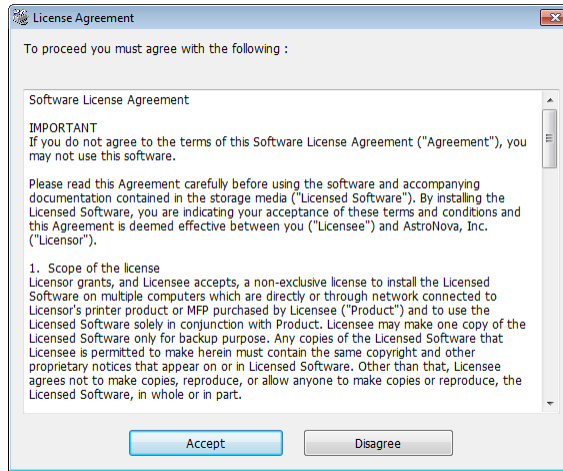 License Agreement
To proceed you must agree with the following :
Software License Agreement
IMPORTANT
If you do not agree to the terms of this Software License Agreement ("Agreement"), you
may not use this software.
Please read this Agreement carefully before using the software and accompanying
documentation contained in the storage media ("Licensed Software"). By installing the
Licensed Software, you are indicating your acceptance of these terms and conditions and
this Agreement is deemed effective between you ("Licensee") and AstroNova, Inc.
("Licensor").
1.  Scope of the license
Licensor grants, and Licensee accepts, a non-exclusive license to install the Licensed
Software on multiple computers which are directly or through network connected to
Licensor's printer product or MFP purchased by Licensee ("Product") and to use the
Licensed Software solely in conjunction with Product. Licensee may make one copy of the
Licensed Software only for backup purpose. Any copies of the Licensed Software that
Licensee is permitted to make herein must contain the same copyright and other
proprietary notices that appear on or in Licensed Software. Other than that, Licensee
agrees not to make copies, reproduce, or allow anyone to make copies or reproduce, the
Licensed Software, in whole or in part.
Accept Disagree